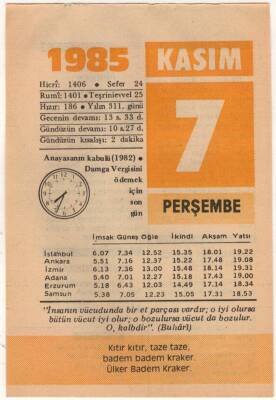 1985
KASIM
Hicrî: 1406 • Sefer 24
Rumî: 1401 • Teşrinievvel 25
Hızır: 186 • Yılın 311. günü
Gecenin devamı: 13 s. 33 d.
Gündüzün devamı: 10 s. 27 d.
Gündüzün kısalışı: 2 dakika
7
Anayasanın kabulü (1982) •
Damga Vergisini
ödemek
için
son
gün
PERŞEMBE
İmsak Güneş Öğle İkindi Akşam Yatsı
İstanbul 6.07 7.34 12.52 15.35 18.01 19.22
Ankara 5.51 7.16 12.37 15.22 17.48 19.08
İzmir 6.13 7.36 13.00 15.48 18.14 19.31
Adana 5.40 7.01 12.27 15.18 17.43 19.00
Erzurum 5.18 6.43 12.03 14.49 17.14 18.34
Samsun 5.38 7.05 12.23 15.05 17.31 18.53
"İnsanın vücudunda bir et parçası vardır; o iyi olursa
bütün vücut iyi olur; o bozulursa vücut da bozulur.
O, kalbdir". (Buhârî)
Kıtır kıtır, taze taze,
badem badem kraker.
Ülker Badem Kraker.